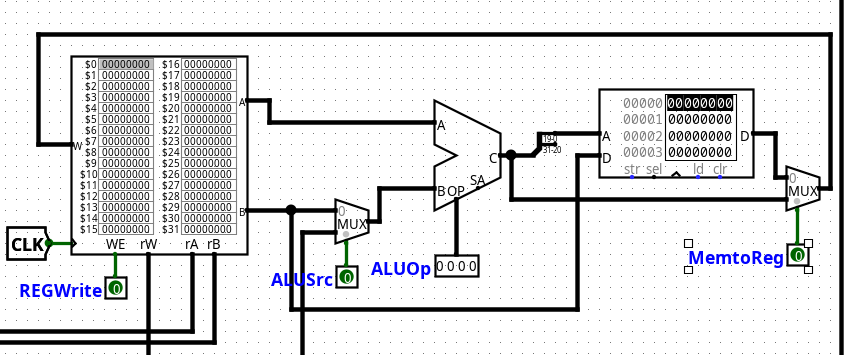 $0 00000000 $16 00000000
$1 00000000 $17 00000000
$2 00000000 $18 00000000
$3 00000000 $19 00000000
$4 00000000 $20 00000000
$5 00000000 $21 00000000
$6 00000000 $22 00000000
$7 00000000 $23 00000000
$8 00000000 $24 00000000
$9 00000000 $25 00000000
$10 00000000 $26 00000000
$11 00000000 $27 00000000
$12 00000000 $28 00000000
$13 00000000 $29 00000000
$14 00000000 $30 00000000
$15 00000000 $31 00000000
W
A
B
WE rW rA rB
CLK
REGWrite
0
0
MUX
ALUSrc
0
A
B
OP
SA
C
ALUOp
0 0 0 0
19-0
31-20
00000 00000000
00001 00000000
00002 00000000
00003 00000000
A
D
D
str sel ld clr
0
MUX
MemtoReg
0